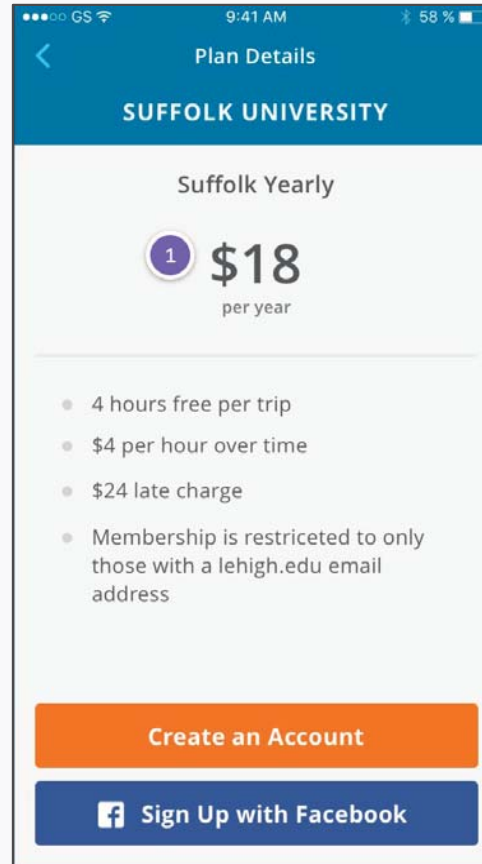 GS 9:41 AM 58 %
Plan Details
SUFFOLK UNIVERSITY
Suffolk Yearly
1 $18
per year
4 hours free per trip
$4 per hour over time
$24 late charge
Membership is restriceted to only
those with a lehigh.edu email
address
Create an Account
f Sign Up with Facebook